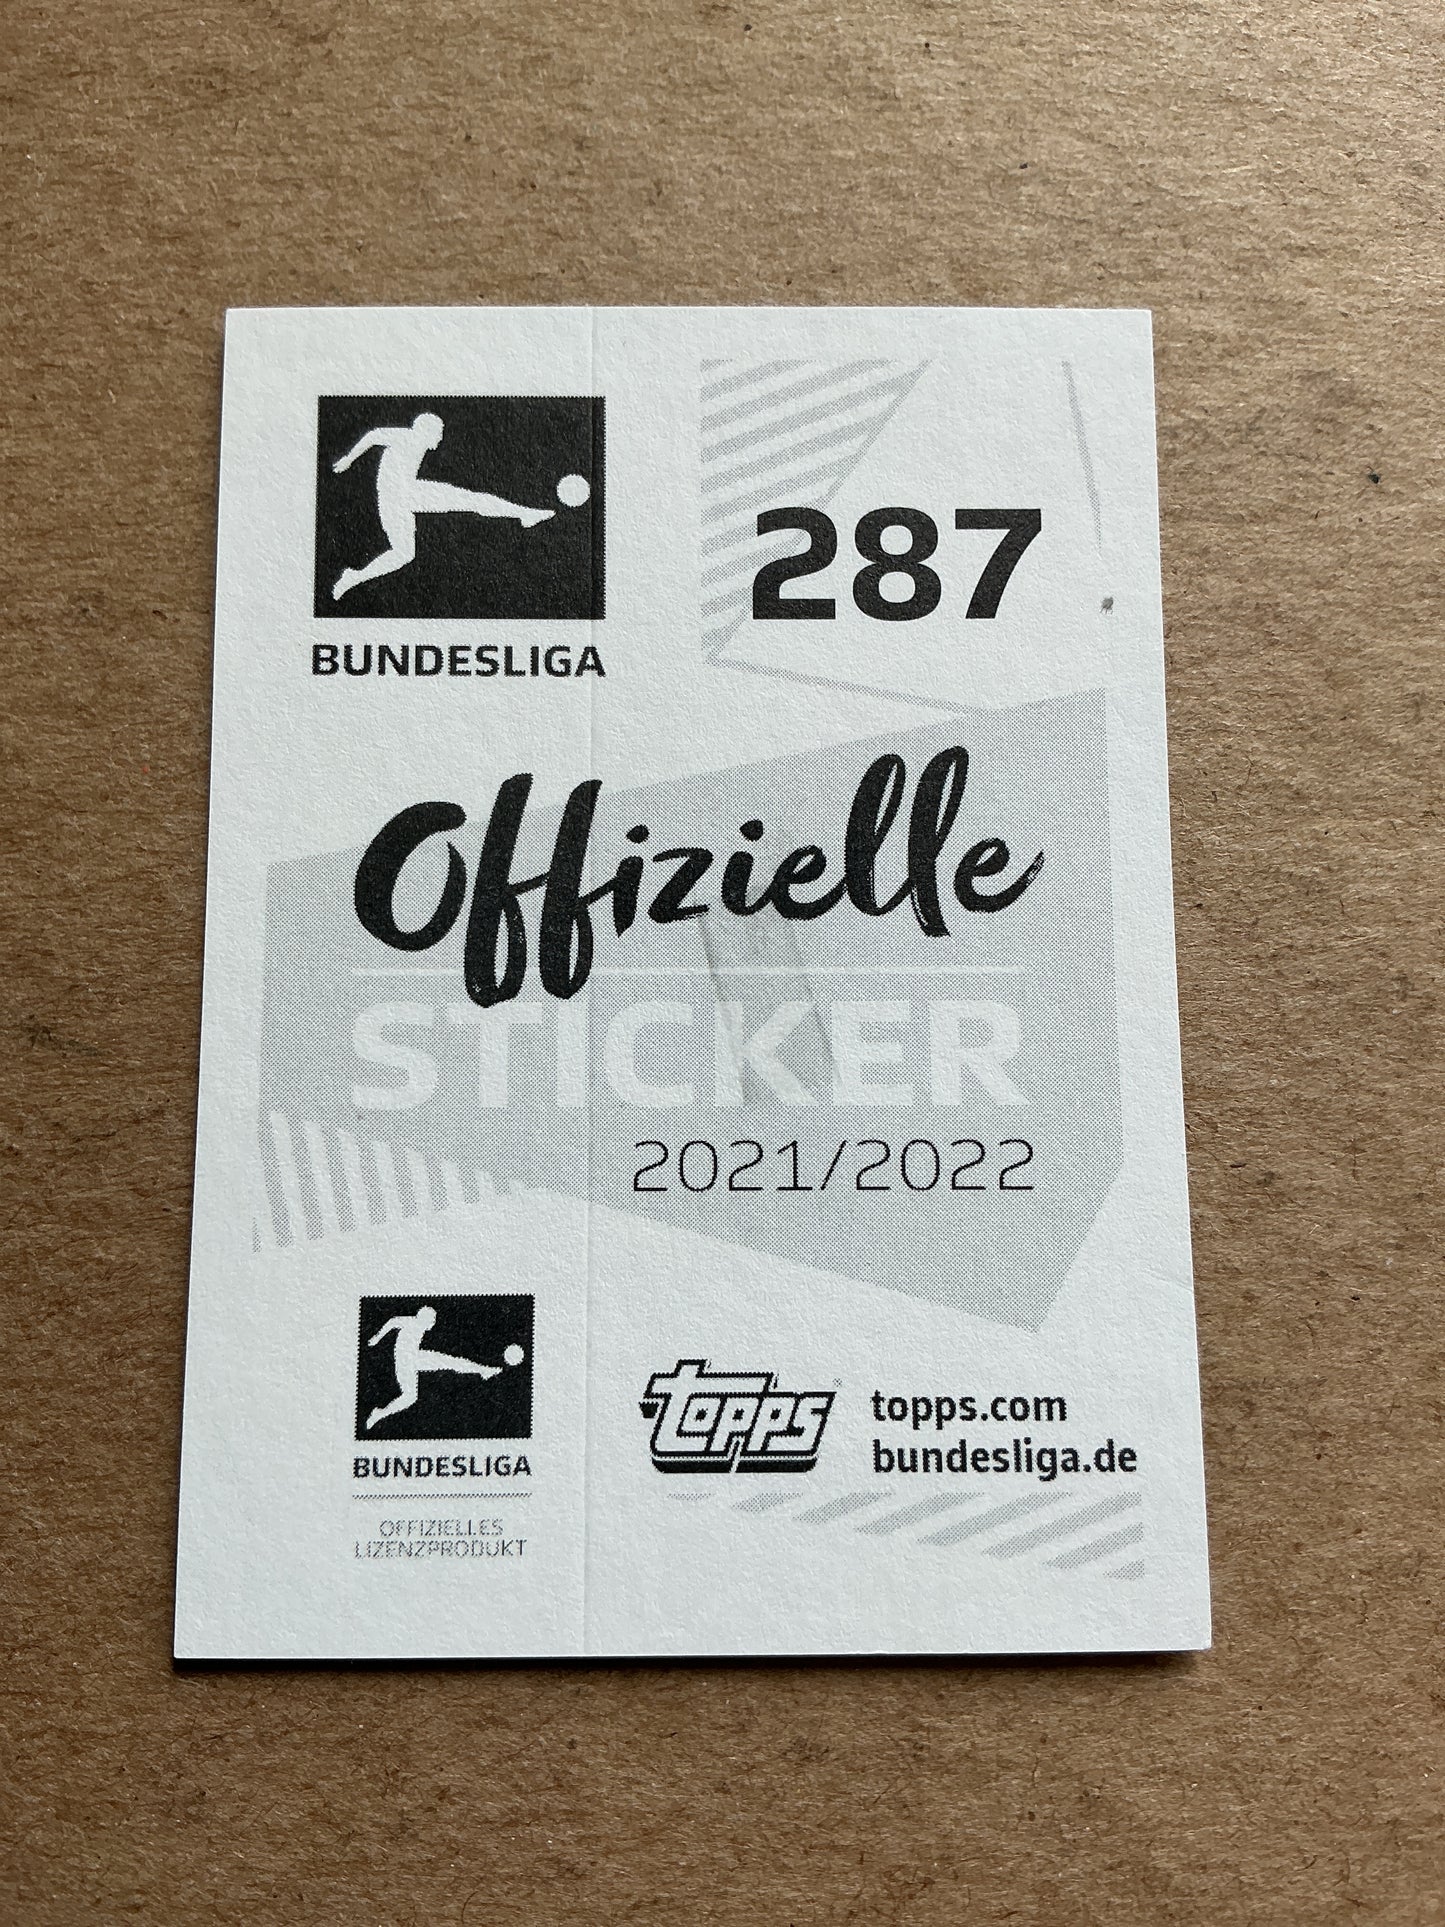 BUNDESLIGA
287
Offizielle
STICKER
2021/2022
BUNDESLIGA
OFFIZIELLES
LIZENZPRODUKT
topps
topps.com
bundesliga.de